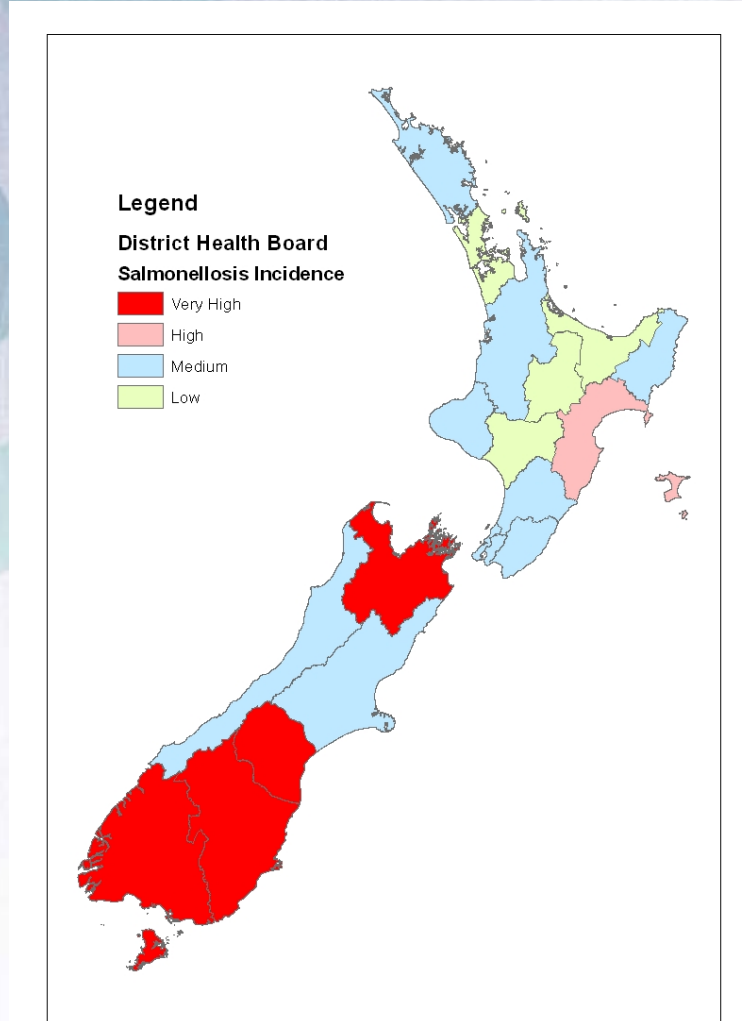 Legend
District Health Board
Salmonellosis Incidence
Very High
High
Medium
Low